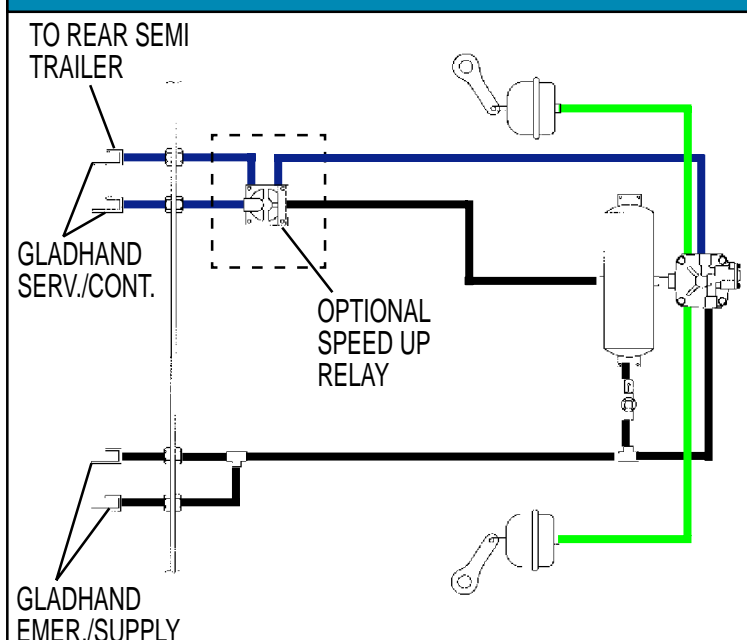 TO REAR SEMI
TRAILER
GLADHAND
SERV./CONT.
OPTIONAL
SPEED UP
RELAY
GLADHAND
EMER./SUPPLY